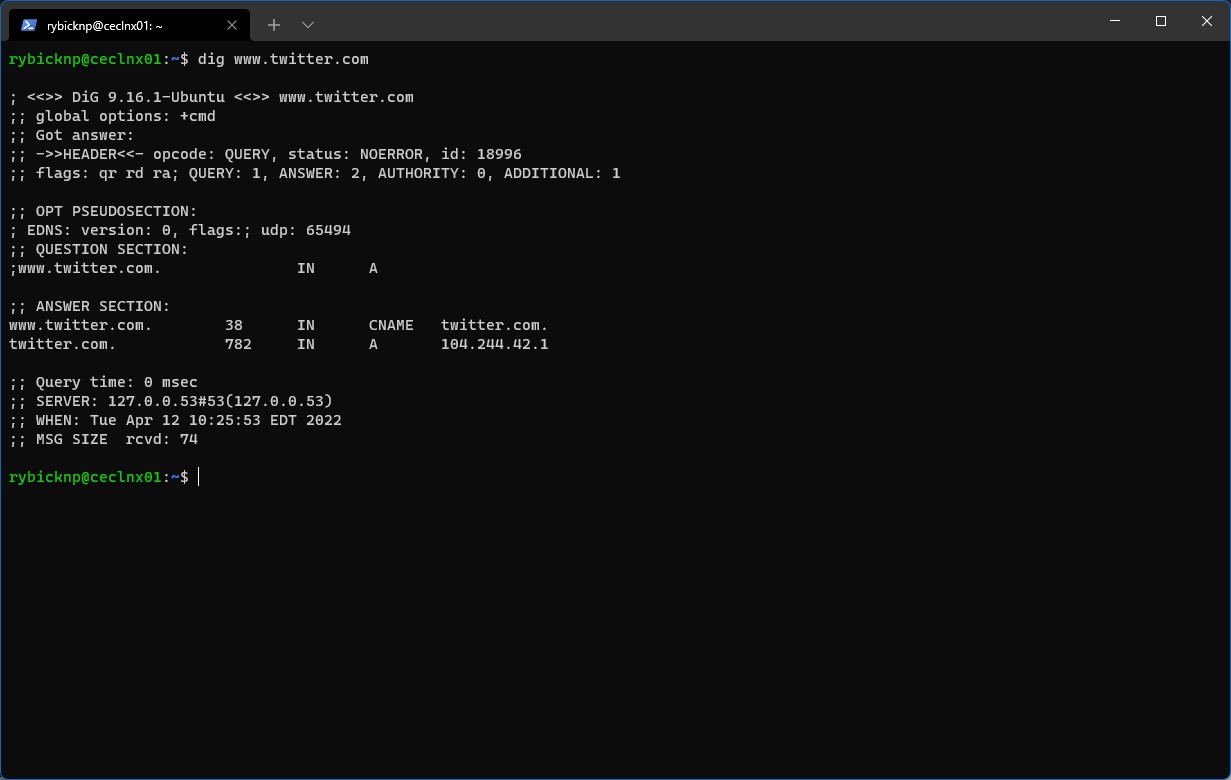 rybicknp@ceclnx01: ~
rybicknp@ceclnx01:~$ dig www.twitter.com
; <<>> DiG 9.16.1-Ubuntu <<>> www.twitter.com
;; global options: +cmd
;; Got answer:
;; ->>HEADER<<- opcode: QUERY, status: NOERROR, id: 18996
;; flags: qr rd ra; QUERY: 1, ANSWER: 2, AUTHORITY: 0, ADDITIONAL: 1
;; OPT PSEUDOSECTION:
; EDNS: version: 0, flags:; udp: 65494
;; QUESTION SECTION:
;www.twitter.com. IN A
;; ANSWER SECTION:
www.twitter.com. 38 IN CNAME twitter.com.
twitter.com. 782 IN A 104.244.42.1
;; Query time: 0 msec
;; SERVER: 127.0.0.53#53(127.0.0.53)
;; WHEN: Tue Apr 12 10:25:53 EDT 2022
;; MSG SIZE  rcvd: 74
rybicknp@ceclnx01:~$